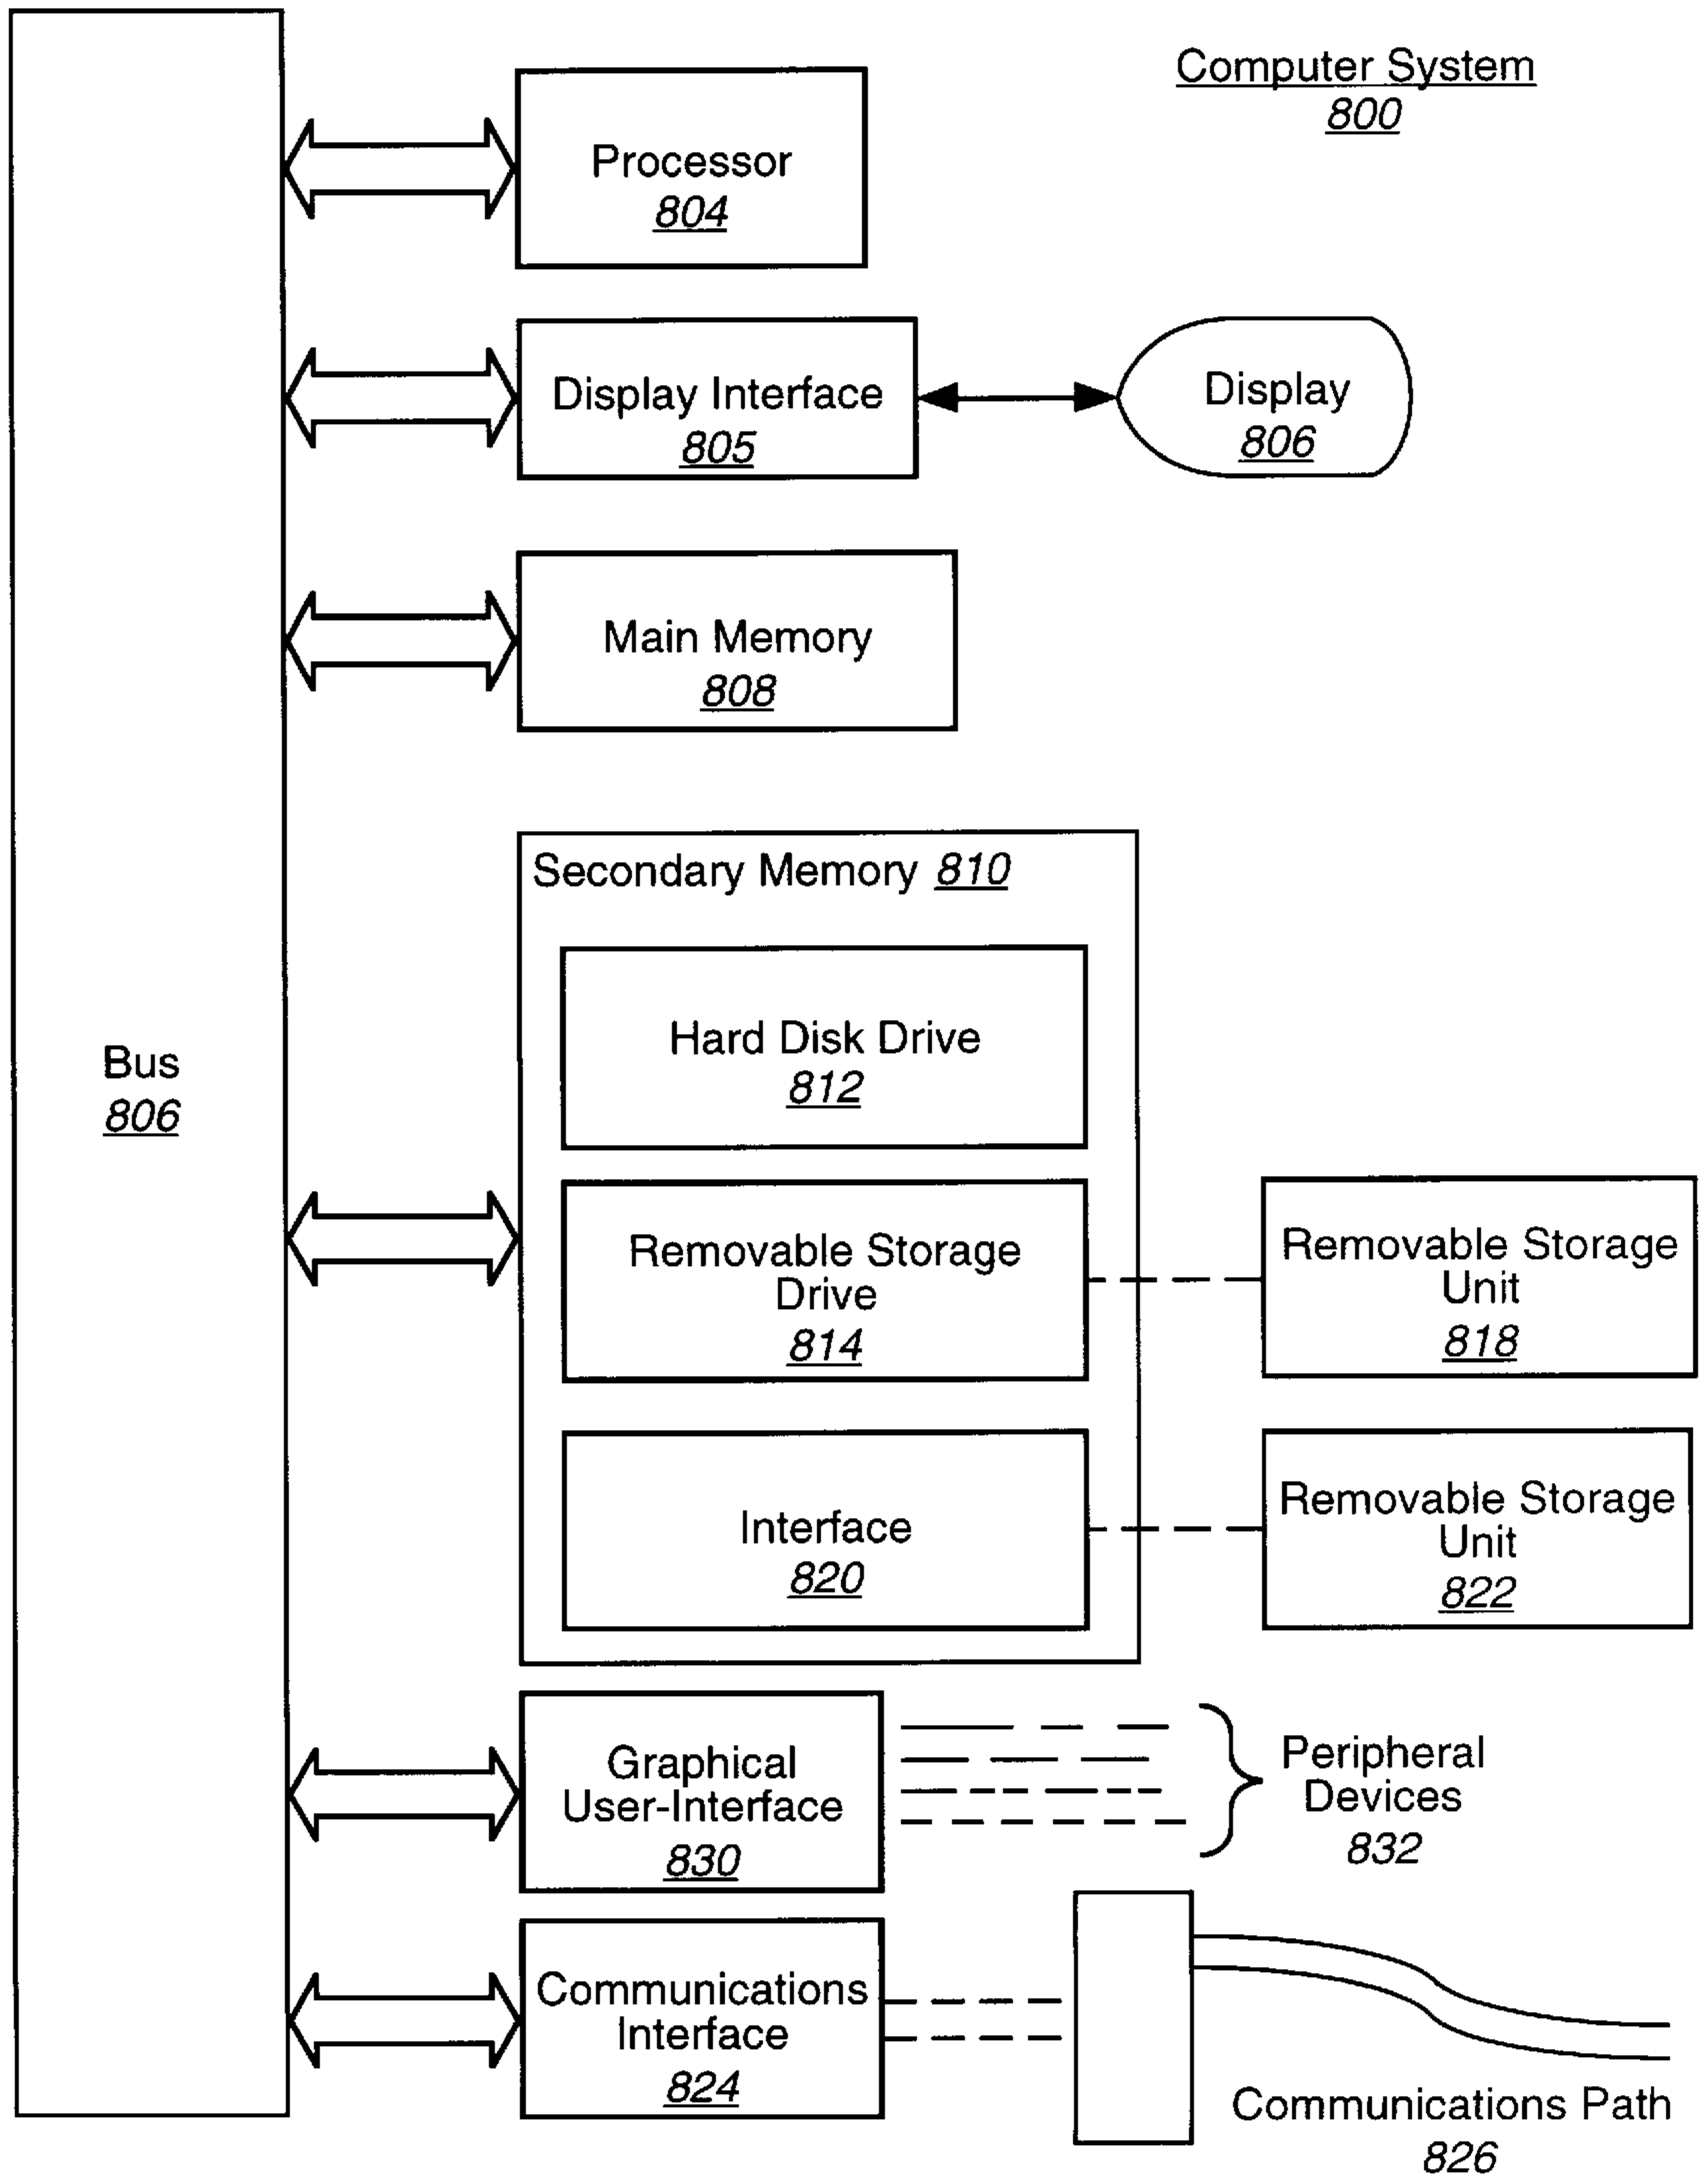 Computer System
800
Processor
804
Display Interface
805
Display
806
Main Memory
808
Secondary Memory 810
Hard Disk Drive
812
Bus
806
Removable Storage
Drive
814
Removable Storage
Unit
818
Interface
820
Removable Storage
Unit
822
Graphical
User-Interface
830
Peripheral
Devices
832
Communications
Interface
824
Communications Path
826